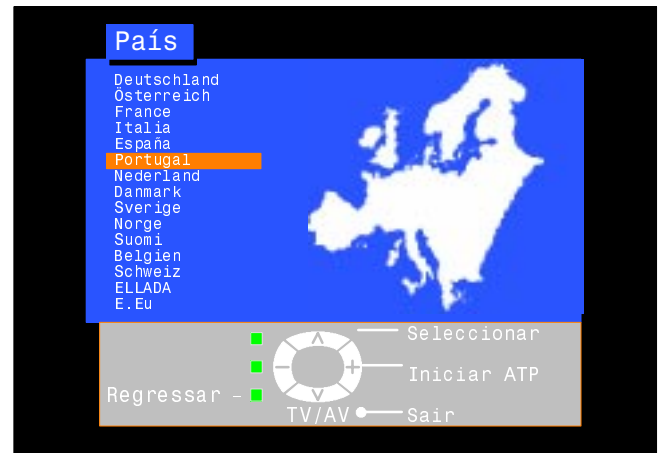 País
Deutschland
Österreich
France
Italia
España
Portugal
Nederland
Danmark
Sverige
Norge
Suomi
Belgien
Schweiz
ELLADA
E.Eu
Seleccionar
Iniciar ATP
Regressar –
TV/AV
Sair